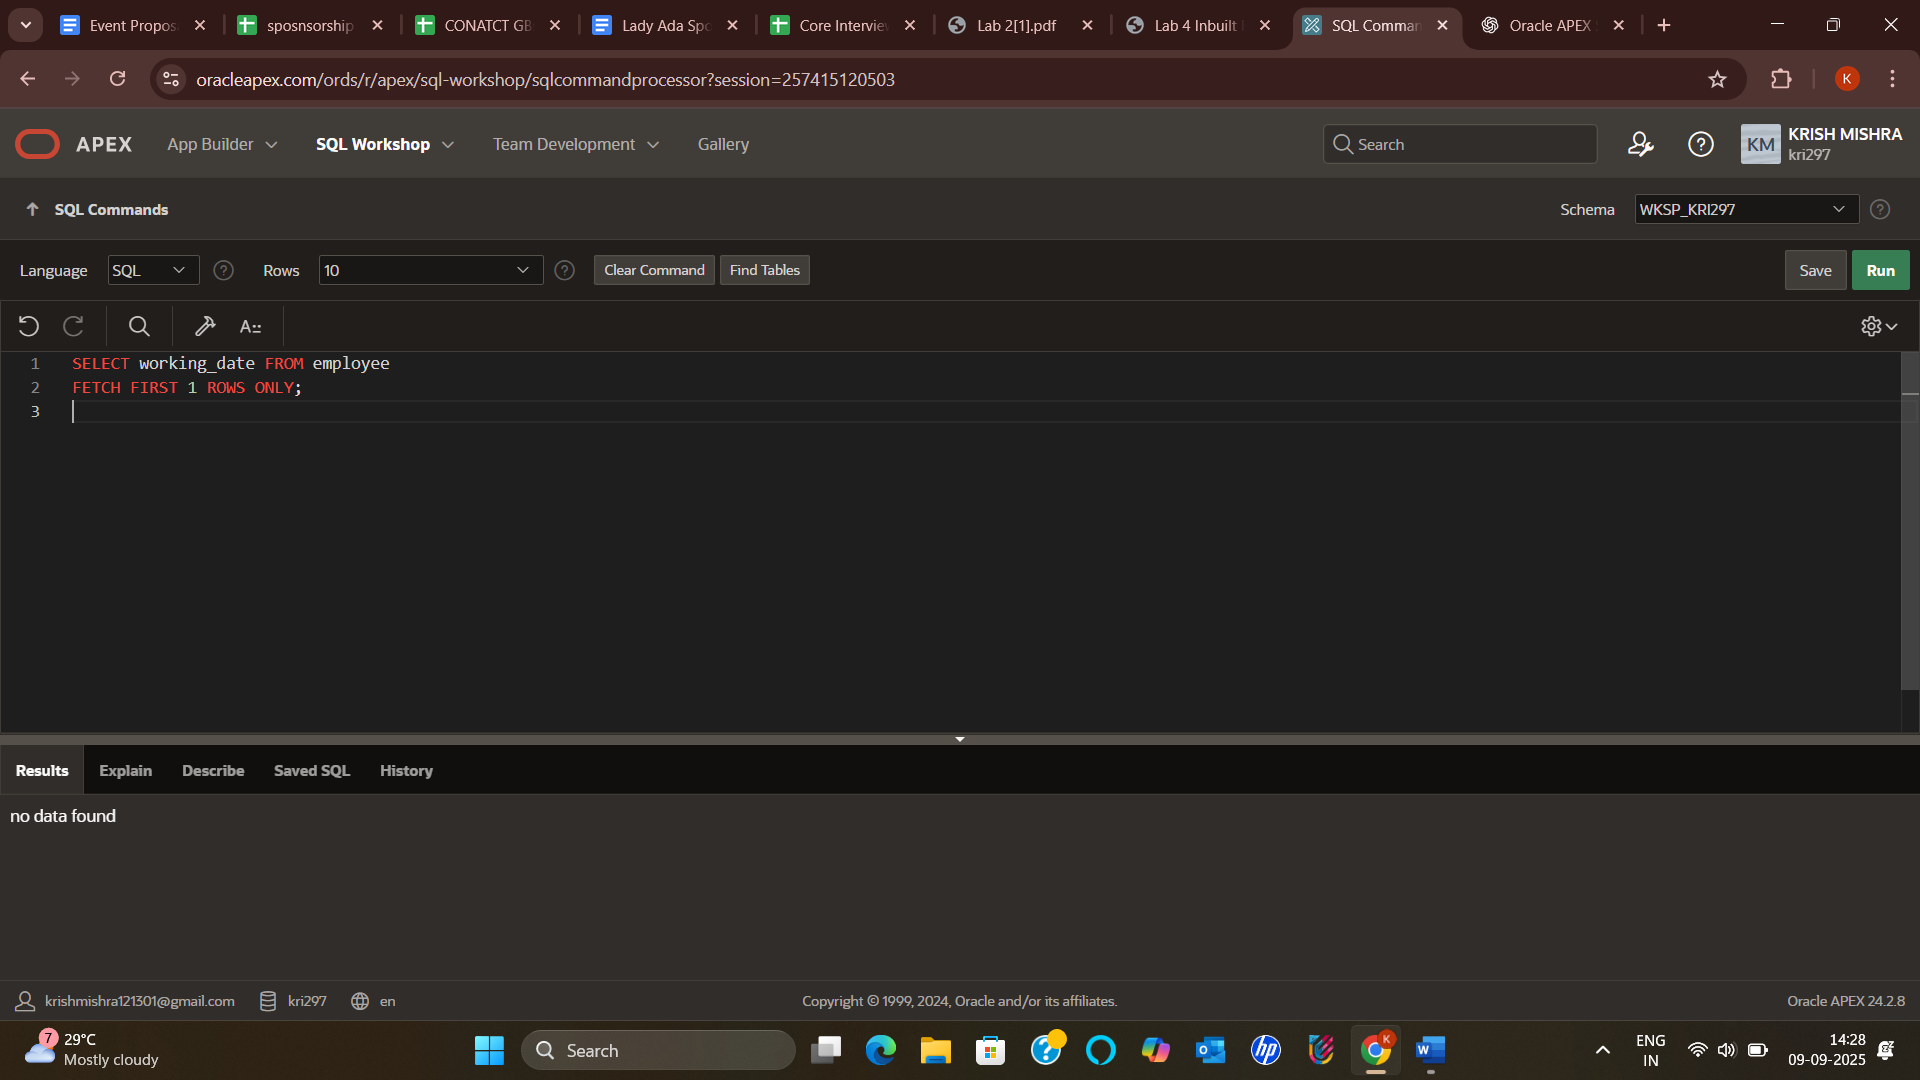 Event Propos
sposnsorship
CONATCT GB
Lady Ada Spo
Core Interview
Lab 2[1].pdf
Lab 4 Inbuilt
SQL Comman
Oracle APEX
oracleapex.com/ords/r/apex/sql-workshop/sqlcommandprocessor?session=257415120503
K
APEX
App Builder
SQL Workshop
Team Development
Gallery
Search
KM
KRISH MISHRA
kri297
SQL Commands
Schema
WKSP_KRI297
Language
SQL
Rows
10
Clear Command
Find Tables
Save
Run
A
1 SELECT working_date FROM employee
2 FETCH FIRST 1 ROWS ONLY;
3
Results
Explain
Describe
Saved SQL
History
no data found
krishmishra121301@gmail.com
kri297
en
Copyright © 1999, 2024, Oracle and/or its affiliates.
Oracle APEX 24.2.8
7
29°C
Mostly cloudy
Search
hp
K
W
ENG
IN
14:28
09-09-2025